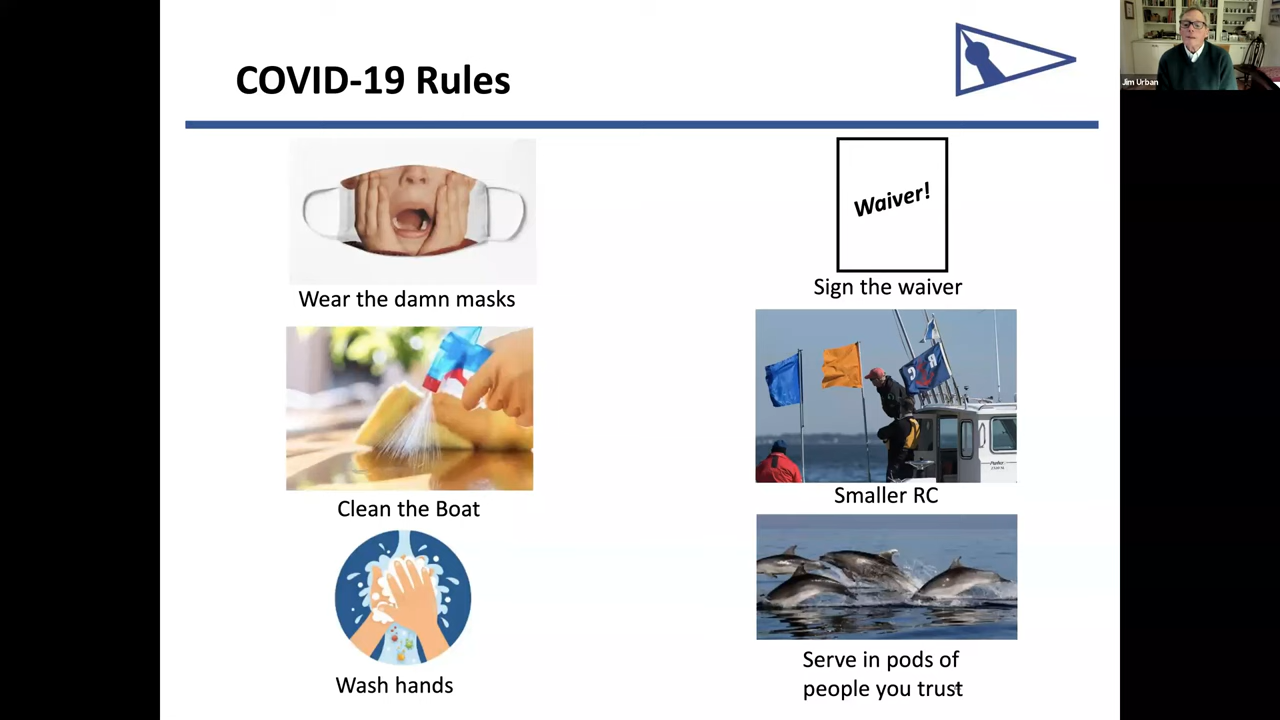 COVID-19 Rules
Jim Urban
Wear the damn masks
Waiver!
Sign the waiver
Clean the Boat
R C
Smaller RC
Wash hands
Serve in pods of
people you trust